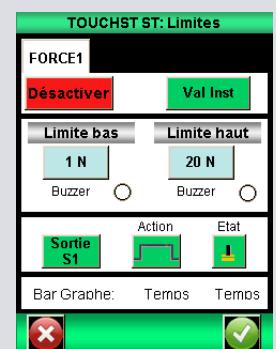 TOUCHST ST: Limites
FORCE1
Désactiver Val Inst
Limite bas Limite haut
1 N 20 N
Buzzer Buzzer
Action Etat
Sortie
S1
Bar Graphe: Temps Temps